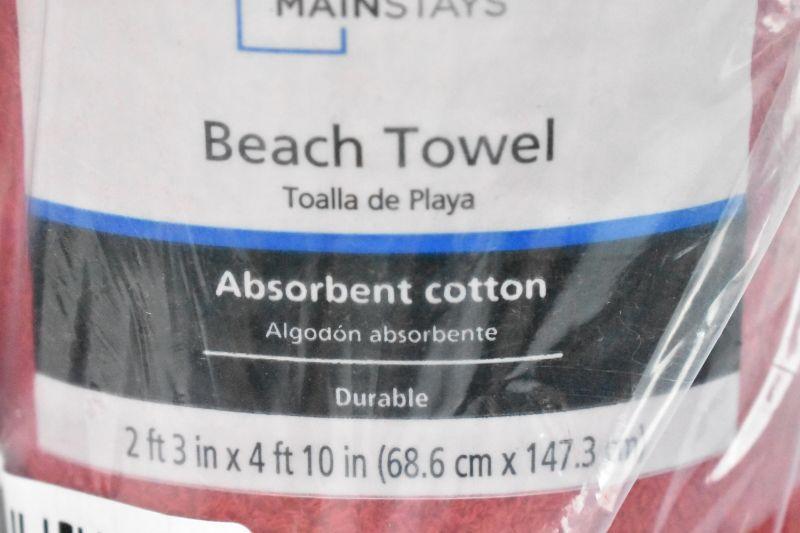 MAINSTAYS
Beach Towel
Toalla de Playa
Absorbent cotton
Algodón absorbente
Durable
2 ft 3 in x 4 ft 10 in (68.6 cm x 147.3 cm)